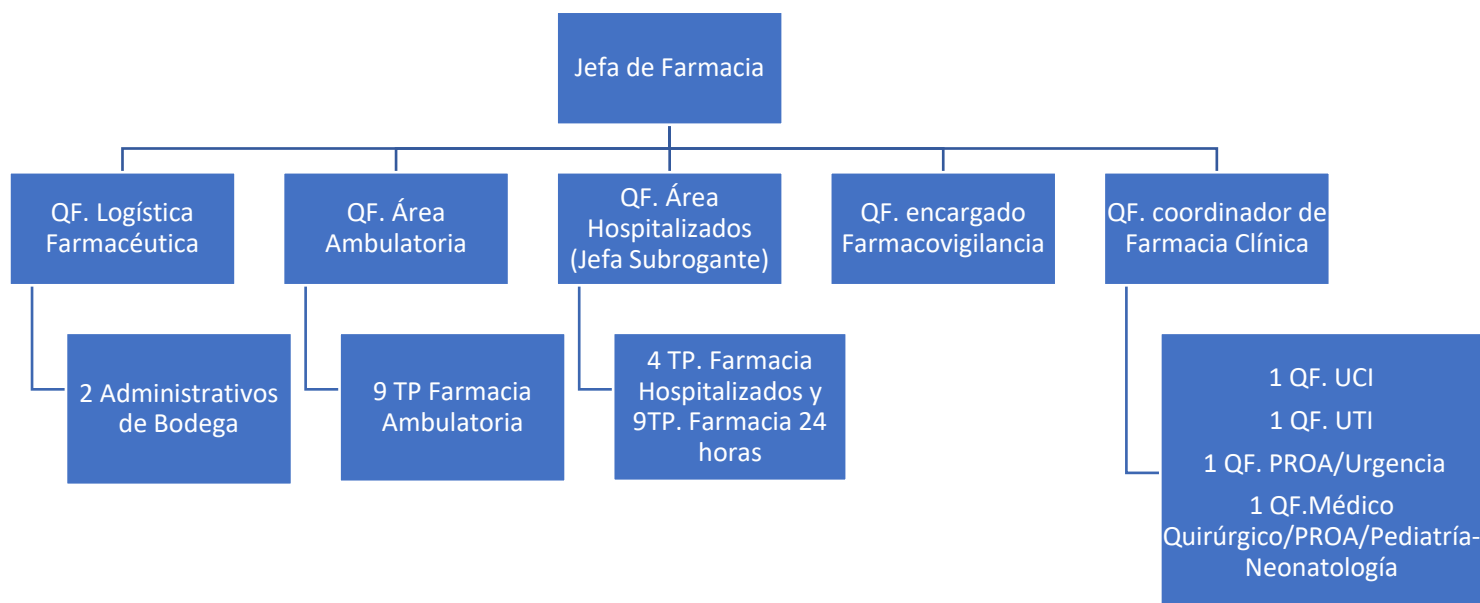 Jefa de Farmacia
QF. Logística
Farmacéutica
QF. Área
Ambulatoria
QF. Área
Hospitalizados
(Jefa Subrogante)
QF. encargado
Farmacovigilancia
QF. coordinador de
Farmacia Clínica
2 Administrativos
de Bodega
9 TP Farmacia
Ambulatoria
4 TP. Farmacia
Hospitalizados y
9TP. Farmacia 24
horas
1 QF. UCI
1 QF. UTI
1 QF. PROA/Urgencia
1 QF.Médico
Quirúrgico/PROA/Pediatría-
Neonatología